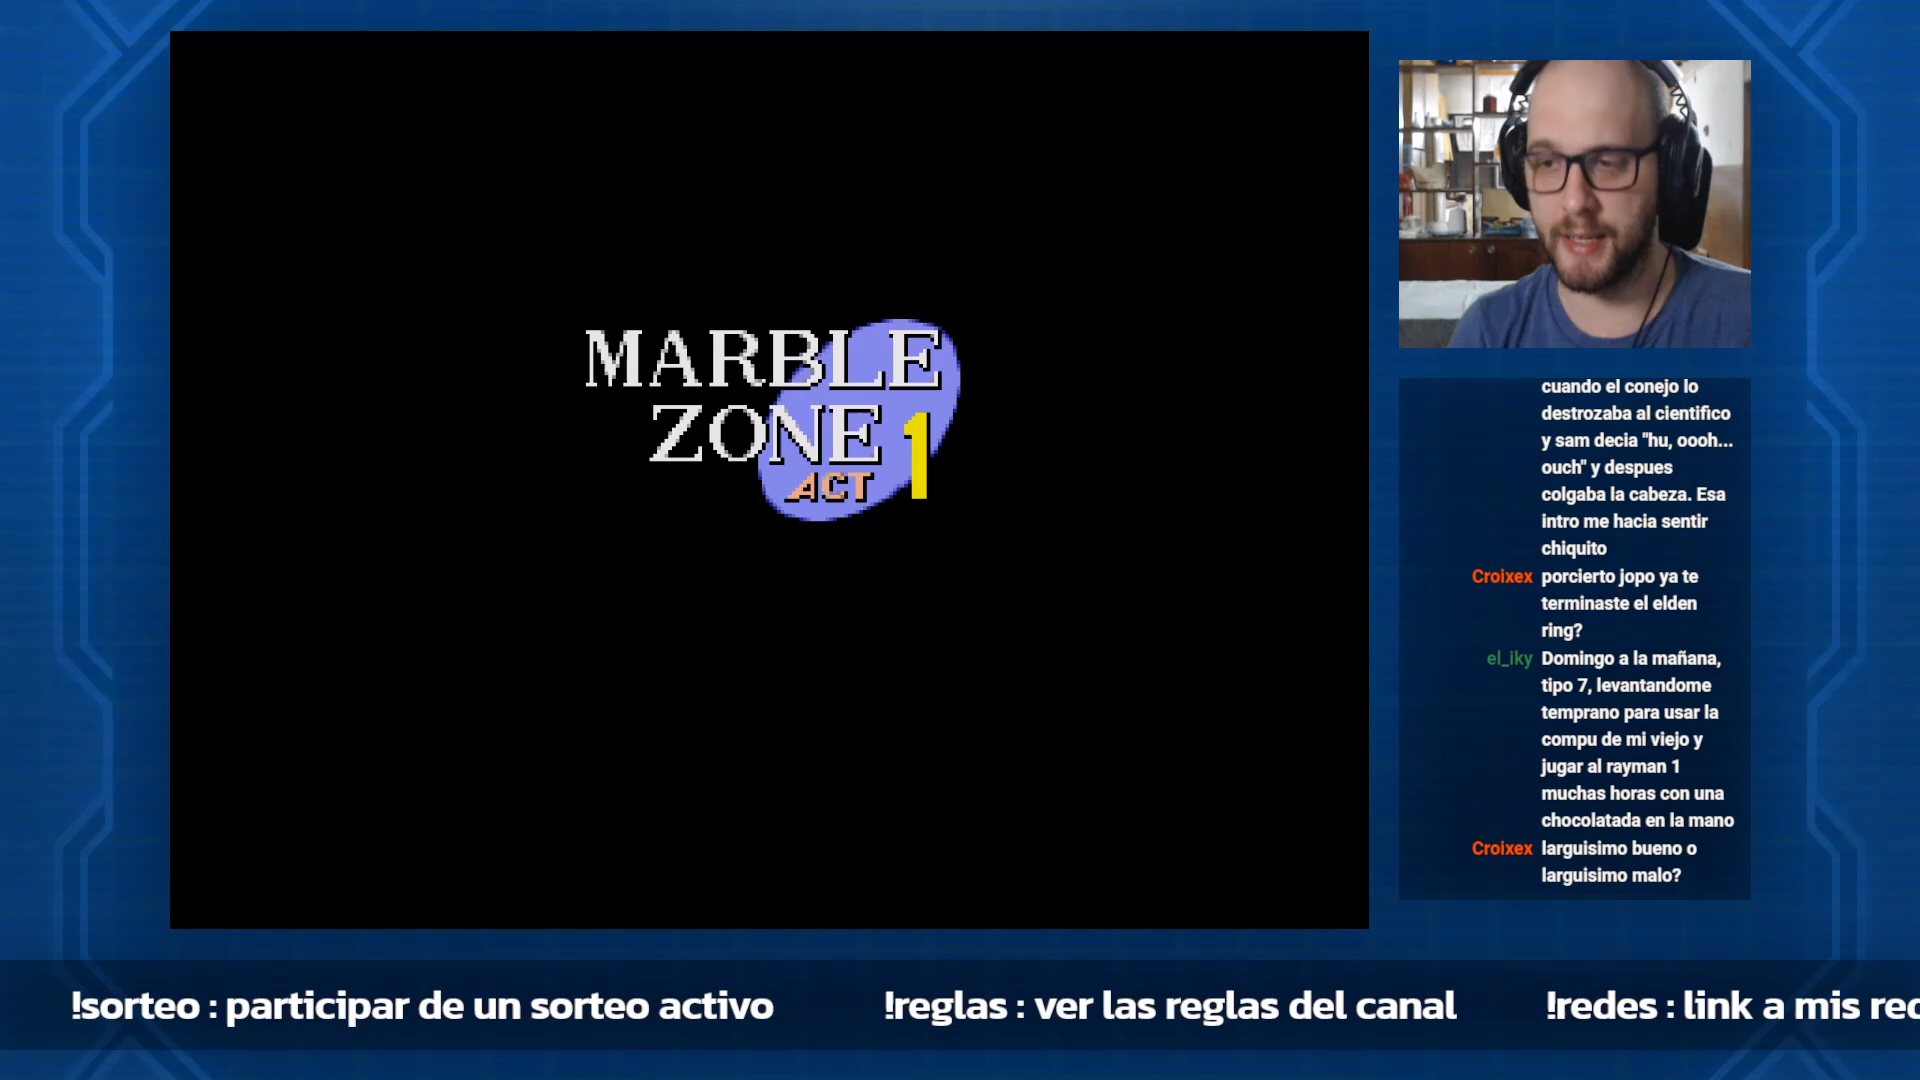 MARBLE
ZONE 1
ACT
cuando el conejo lo
destrozaba al cientifico
y sam decia "hu, oooh...
ouch" y despues
colgaba la cabeza. Esa
intro me hacia sentir
chiquito
Croixex porcierto jopo ya te
terminaste el elden
ring?
el_iky Domingo a la mañana,
tipo 7, levantandome
temprano para usar la
compu de mi viejo y
jugar al rayman 1
muchas horas con una
chocolatada en la mano
Croixex larguisimo bueno o
larguisimo malo?
!sorteo : participar de un sorteo activo !reglas : ver las reglas del canal !redes : link a mis